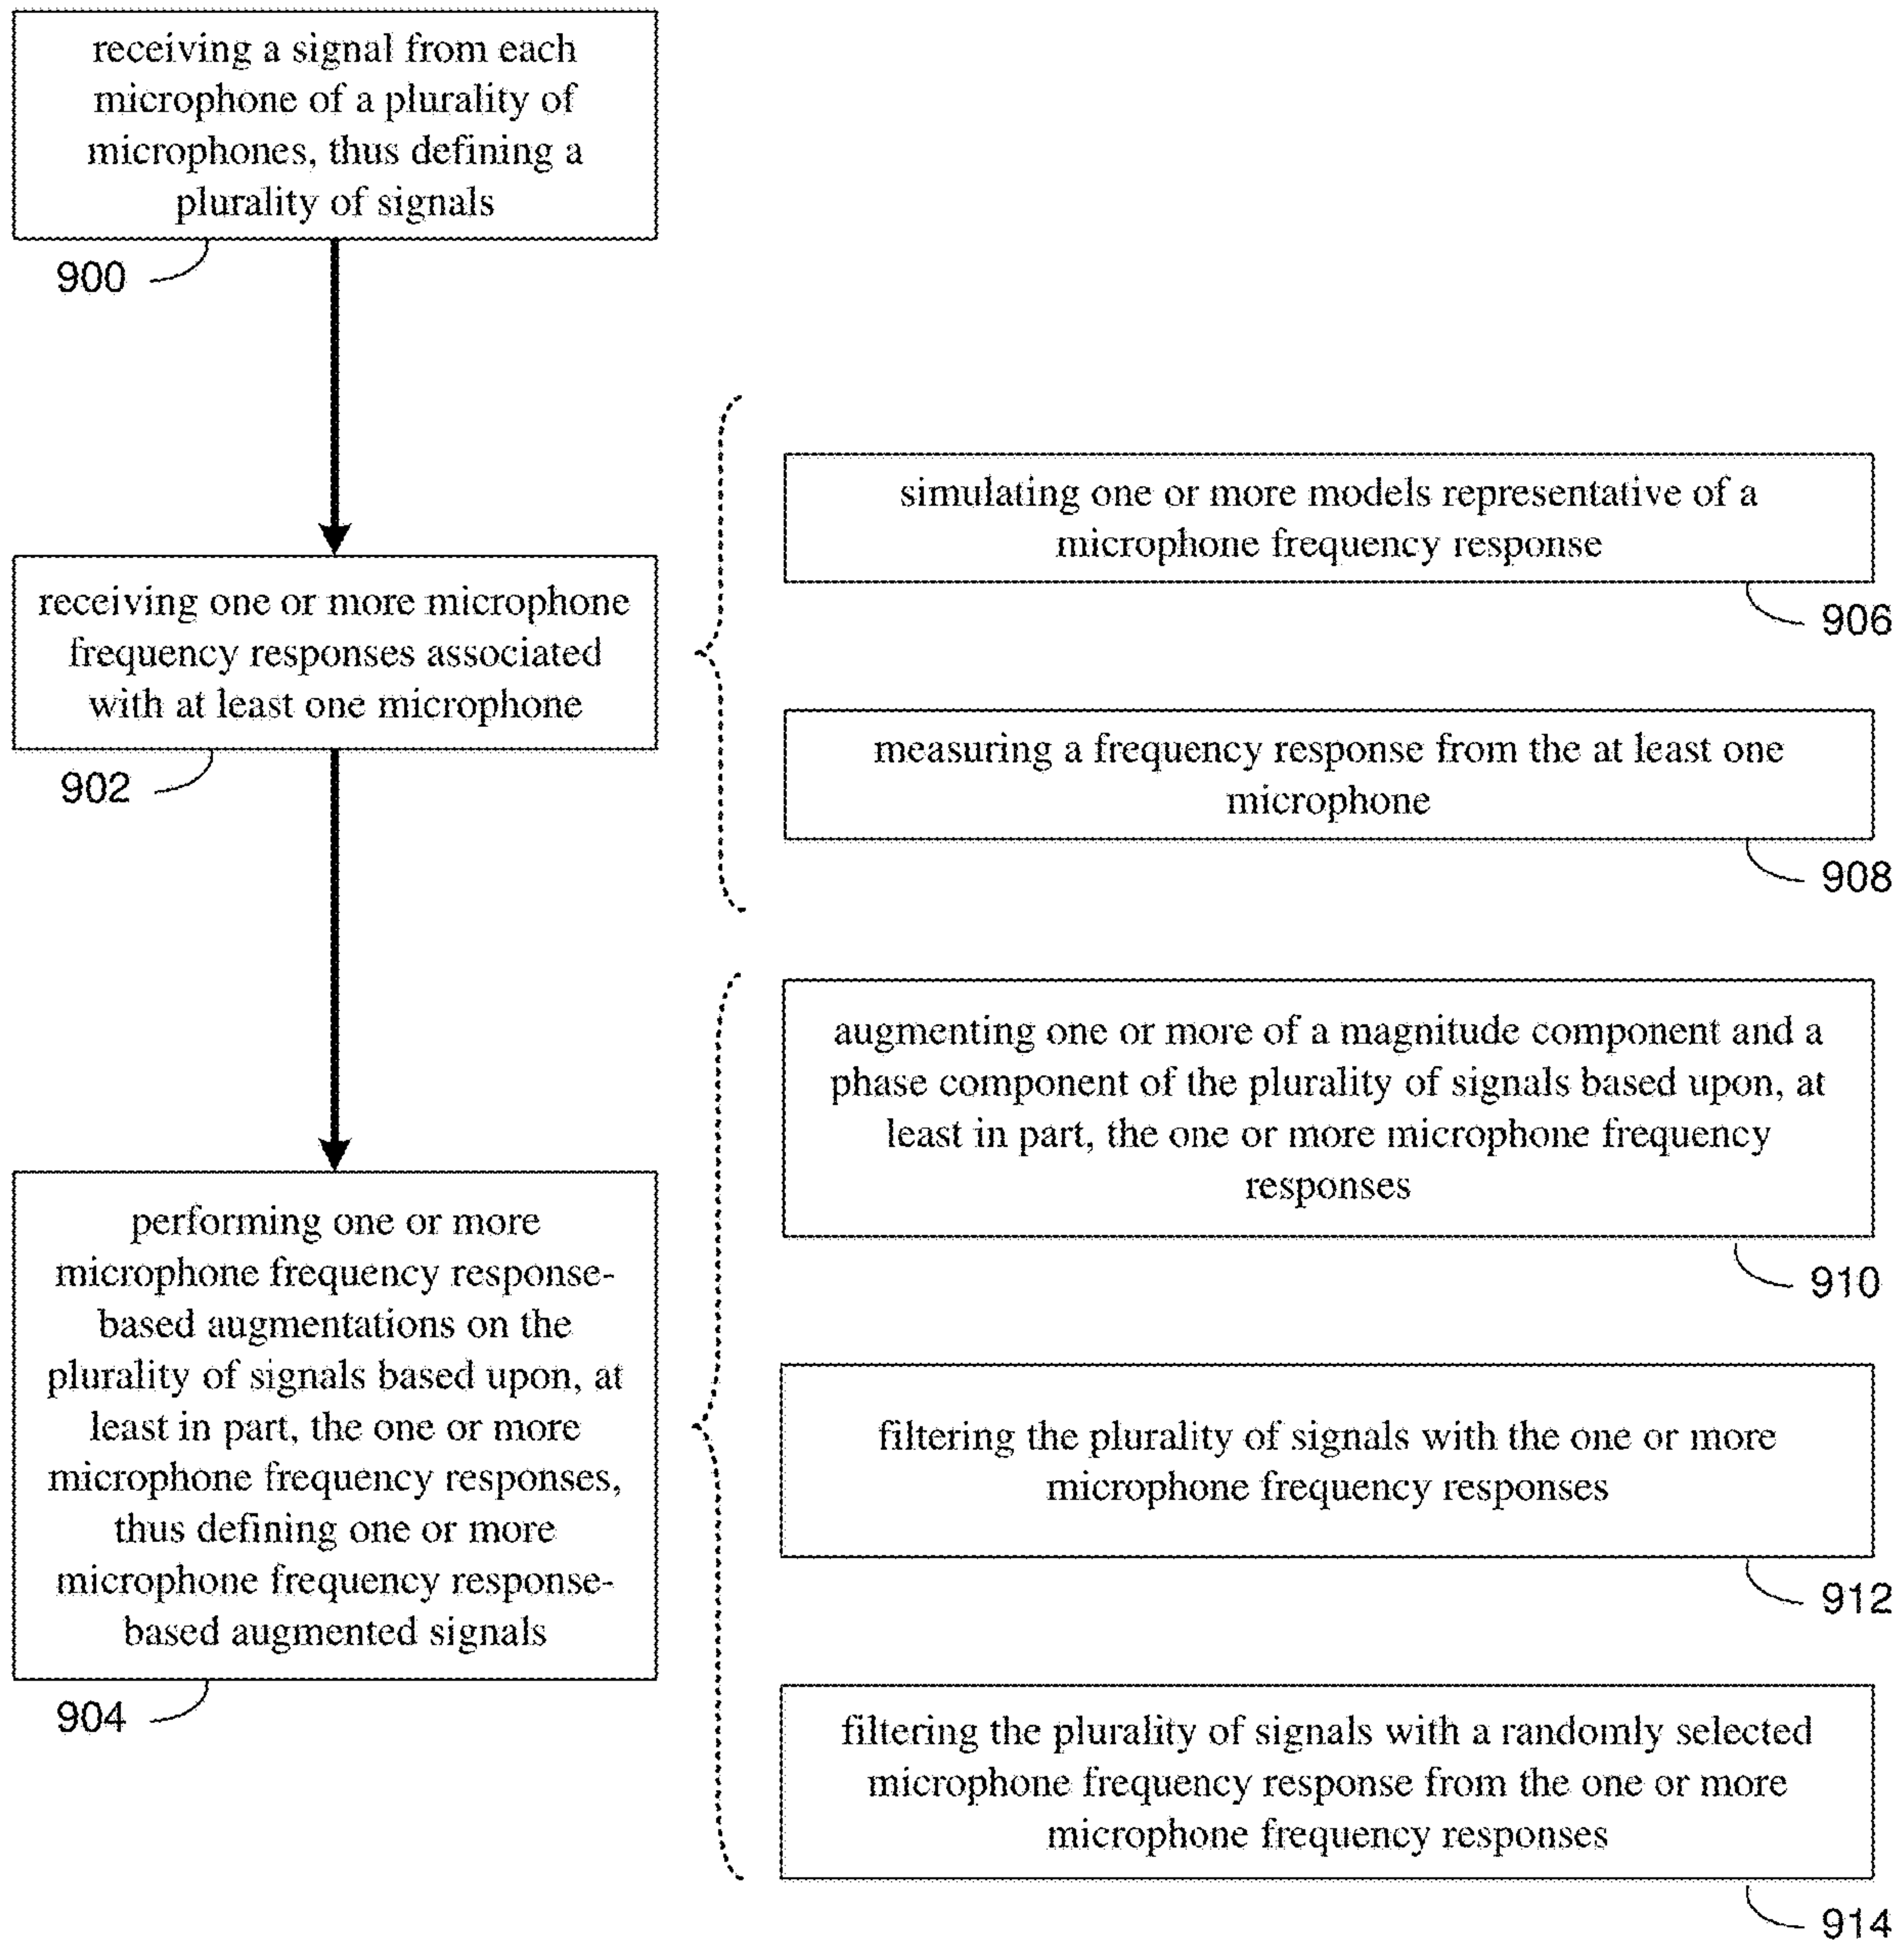 receiving a signal from each
microphone of a plurality of
microphones, thus defining a
plurality of signals
900
receiving one or more microphone
frequency responses associated
with at least one microphone
902
simulating one or more models representative of a
microphone frequency response
906
measuring a frequency response from the at least one
microphone
908
performing one or more
microphone frequency response-
based augmentations on the
plurality of signals based upon, at
least in part, the one or more
microphone frequency responses,
thus defining one or more
microphone frequency response-
based augmented signals
904
augmenting one or more of a magnitude component and a
phase component of the plurality of signals based upon, at
least in part, the one or more microphone frequency
responses
910
filtering the plurality of signals with the one or more
microphone frequency responses
912
filtering the plurality of signals with a randomly selected
microphone frequency response from the one or more
microphone frequency responses
914